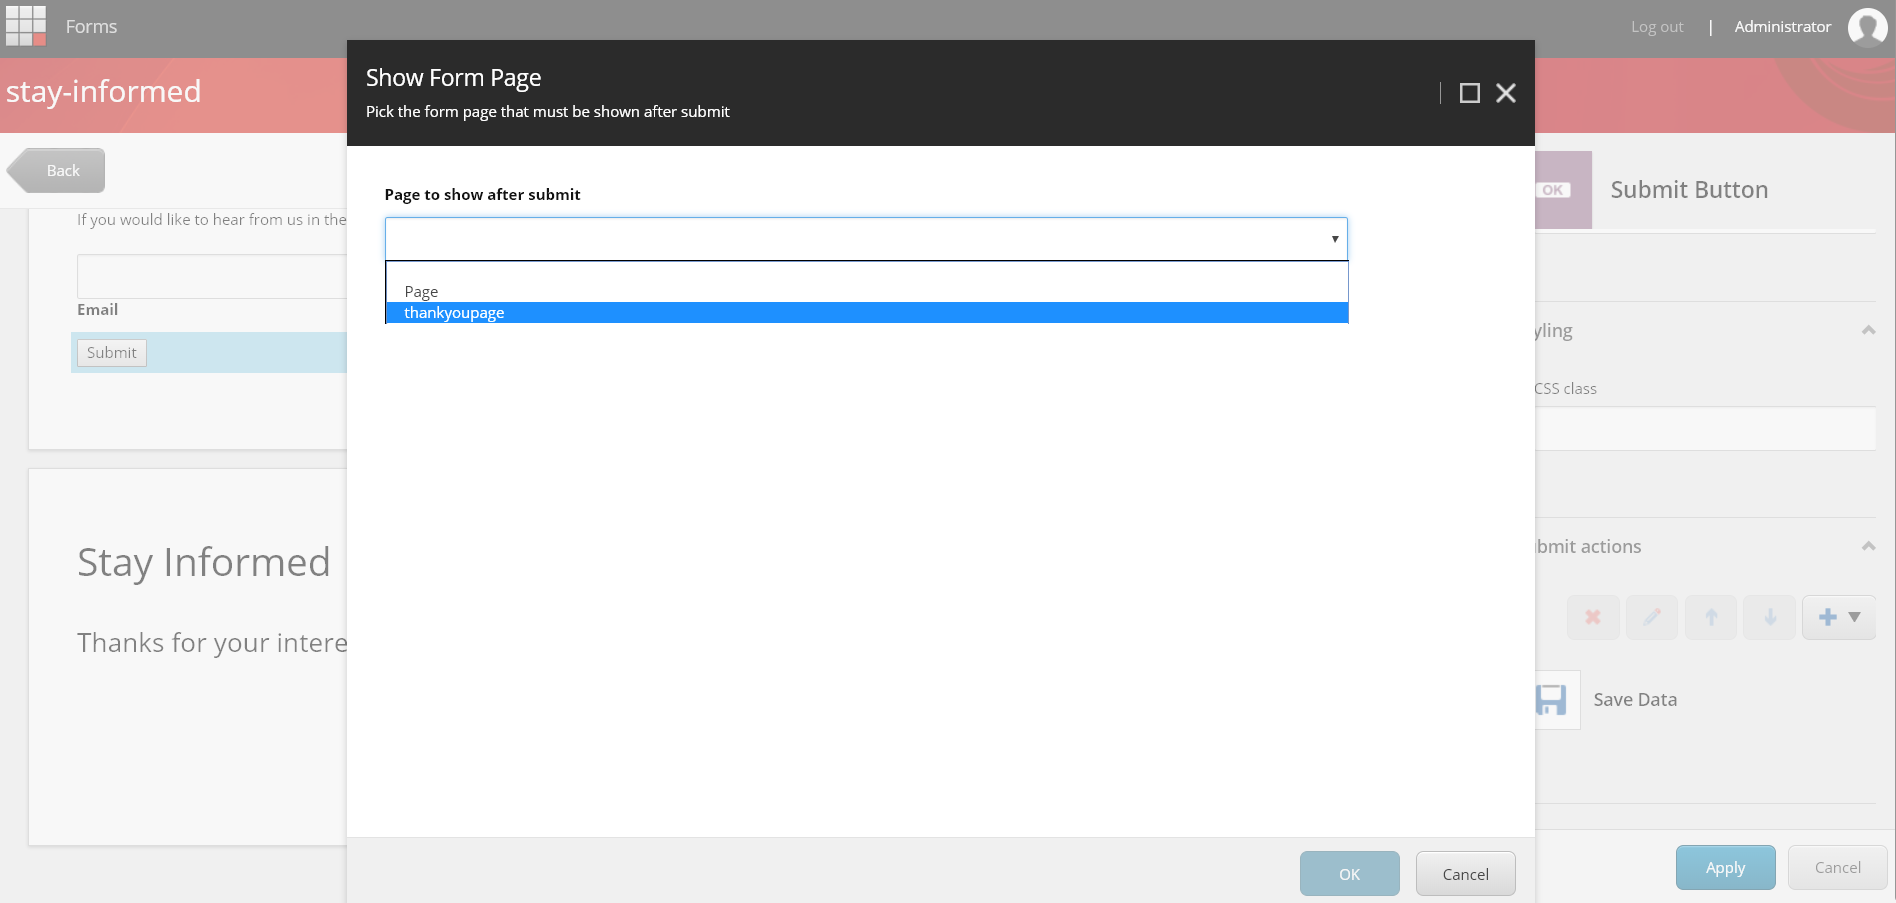 Forms
Log out | Administrator
stay-informed
Show Form Page
Pick the form page that must be shown after submit
Back
If you would like to hear from us in the
Email
Submit
Page to show after submit
Page
thankyoupage
OK
Submit Button
yling
CSS class
bmit actions
Save Data
Stay Informed
Thanks for your intere
OK
Cancel
Apply
Cancel